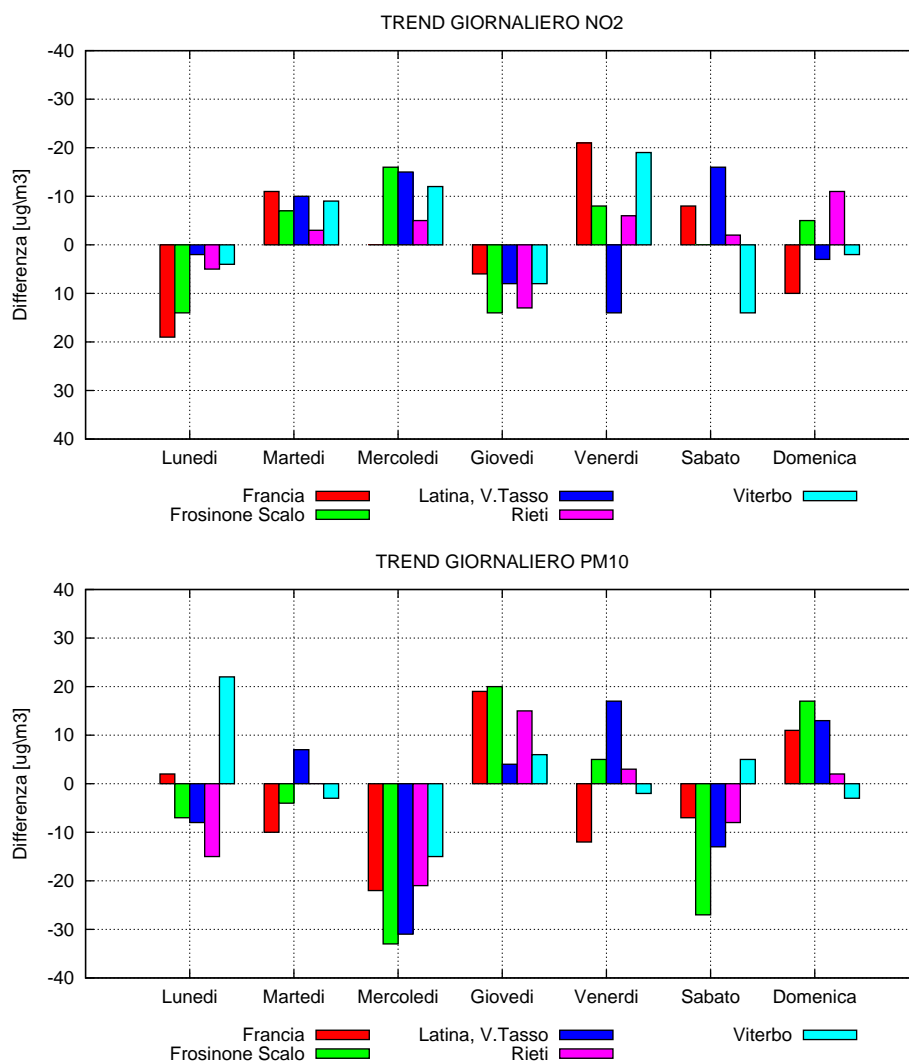 TREND GIORNALIERO NO2
-40
-30
-20
-10
0
10
20
30
40
Differenza [ug\m3]
Lunedi Martedi Mercoledi Giovedi Venerdi Sabato Domenica
Francia Latina, V.Tasso Viterbo
Frosinone Scalo Rieti
TREND GIORNALIERO PM10
40
30
20
10
0
-10
-20
-30
-40
Differenza [ug\m3]
Lunedi Martedi Mercoledi Giovedi Venerdi Sabato Domenica
Francia Latina, V.Tasso Viterbo
Frosinone Scalo Rieti